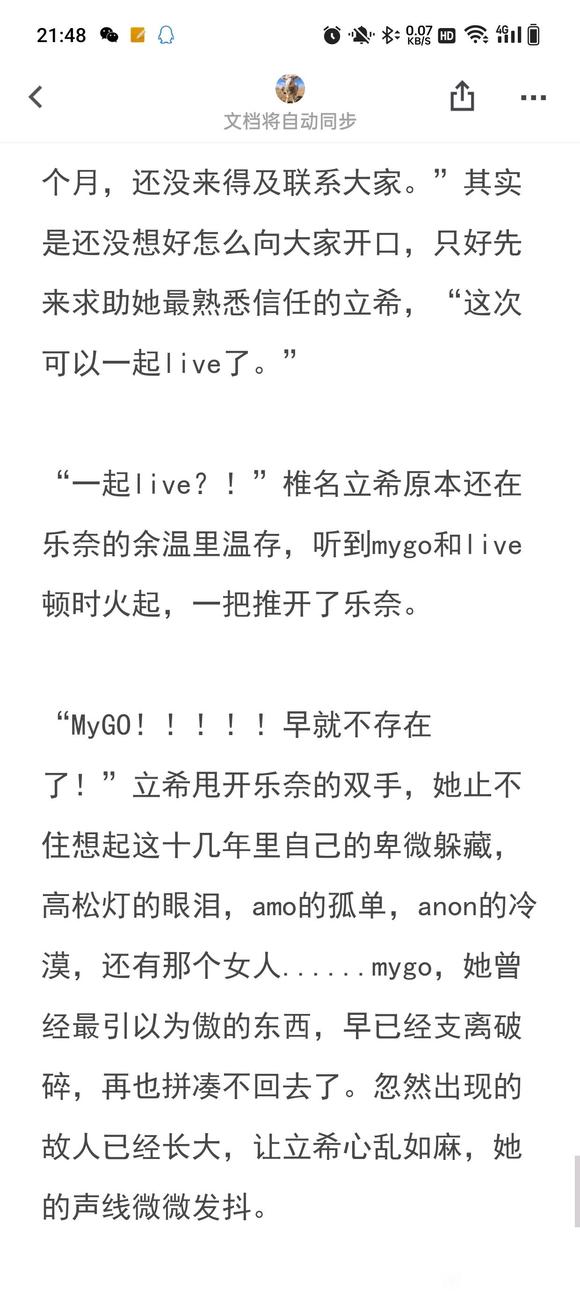 21:48
0.07
KB/S
HD
4G
文档将自动同步
个月，还没来得及联系大家。”其实
是还没想好怎么向大家开口，只好先
来求助她最熟悉信任的立希，“这次
可以一起live了。”
“一起live？！”椎名立希原本还在
乐奈的余温里温存，听到mygo和live
顿时火起，一把推开了乐奈。
“MyGO！！！！！早就不存在
了！”立希甩开乐奈的双手，她止不
住想起这十几年里自己的卑微躲藏，
高松灯的眼泪，amo的孤单，anon的冷
漠，还有那个女人......mygo，她曾
经最引以为傲的东西，早已经支离破
碎，再也拼凑不回去了。忽然出现的
故人已经长大，让立希心乱如麻，她
的声线微微发抖。